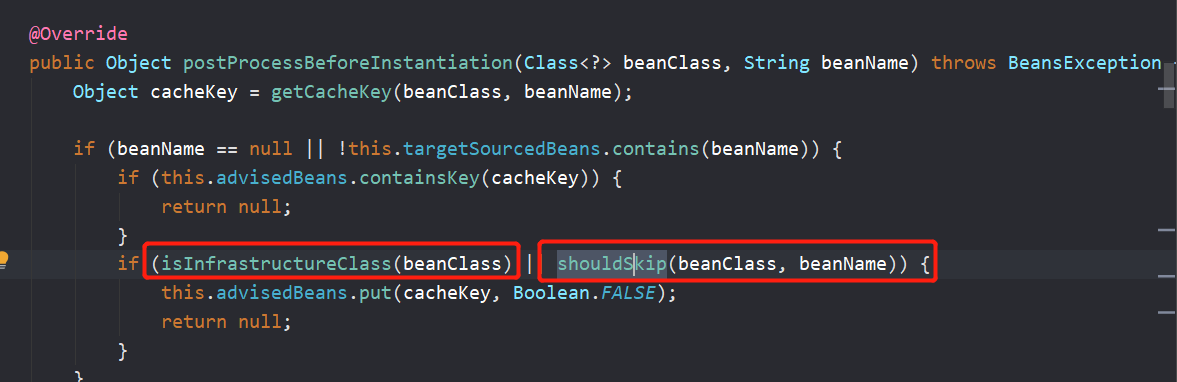 @Override
public Object postProcessBeforeInstantiation(Class<?> beanClass, String beanName) throws BeansException
Object cacheKey = getCacheKey(beanClass, beanName);
if (beanName == null || !this.targetSourcedBeans.contains(beanName)) {
if (this.advisedBeans.containsKey(cacheKey)) {
return null;
}
if (isInfrastructureClass(beanClass) || shouldSkip(beanClass, beanName)) {
this.advisedBeans.put(cacheKey, Boolean.FALSE);
return null;
}
}